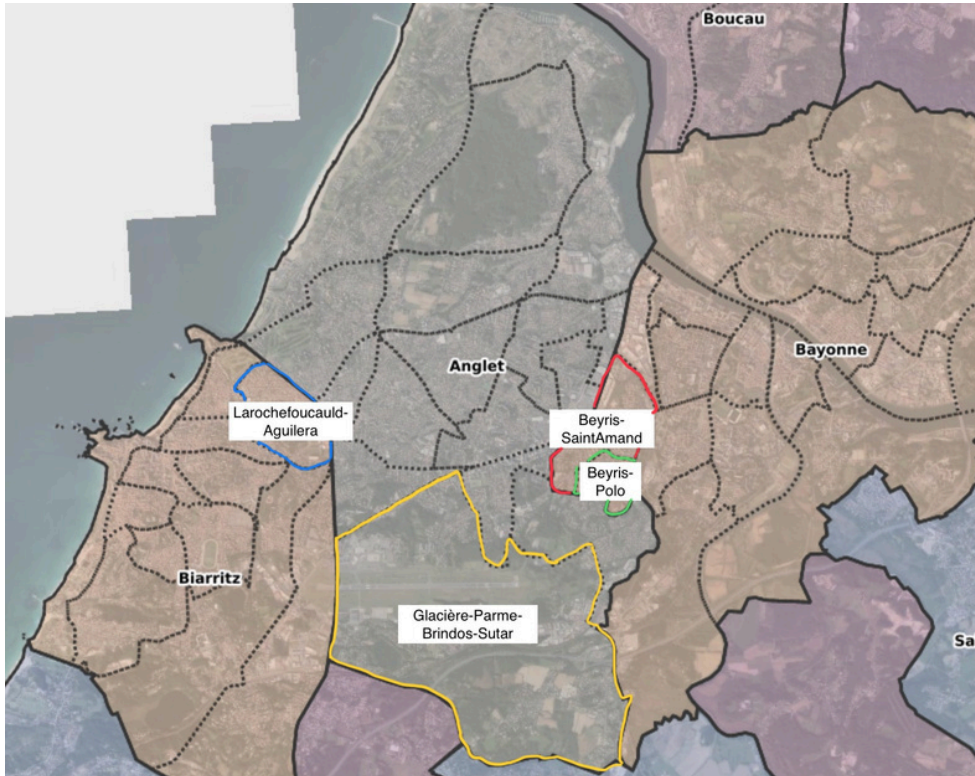 Boucau
Anglet
Bayonne
Larochefoucauld-
Aguilera
Beyris-
SaintAmand
Beyris-
Polo
Biarritz
Glacière-Parme-
Brindos-Sutar
Sa